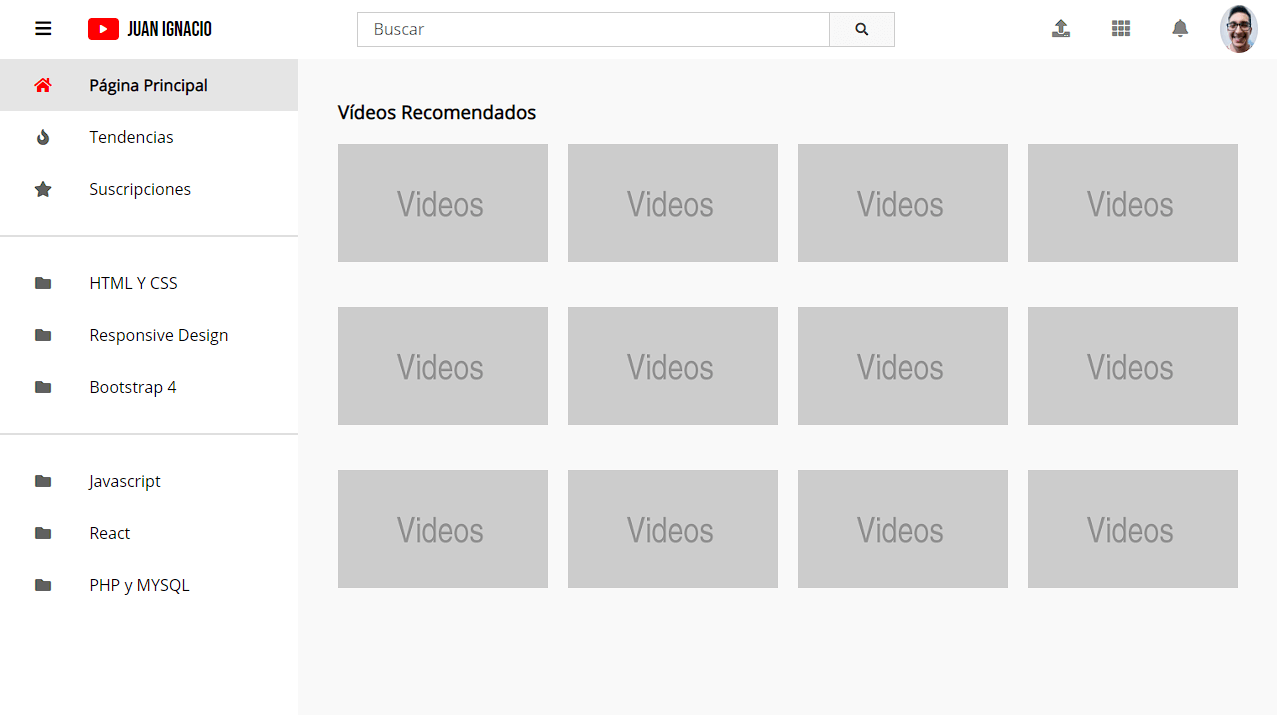 JUAN IGNACIO
Buscar
Página Principal
Tendencias
Suscripciones
HTML Y CSS
Responsive Design
Bootstrap 4
Javascript
React
PHP y MYSQL
Vídeos Recomendados
Videos Videos Videos Videos
Videos Videos Videos Videos
Videos Videos Videos Videos